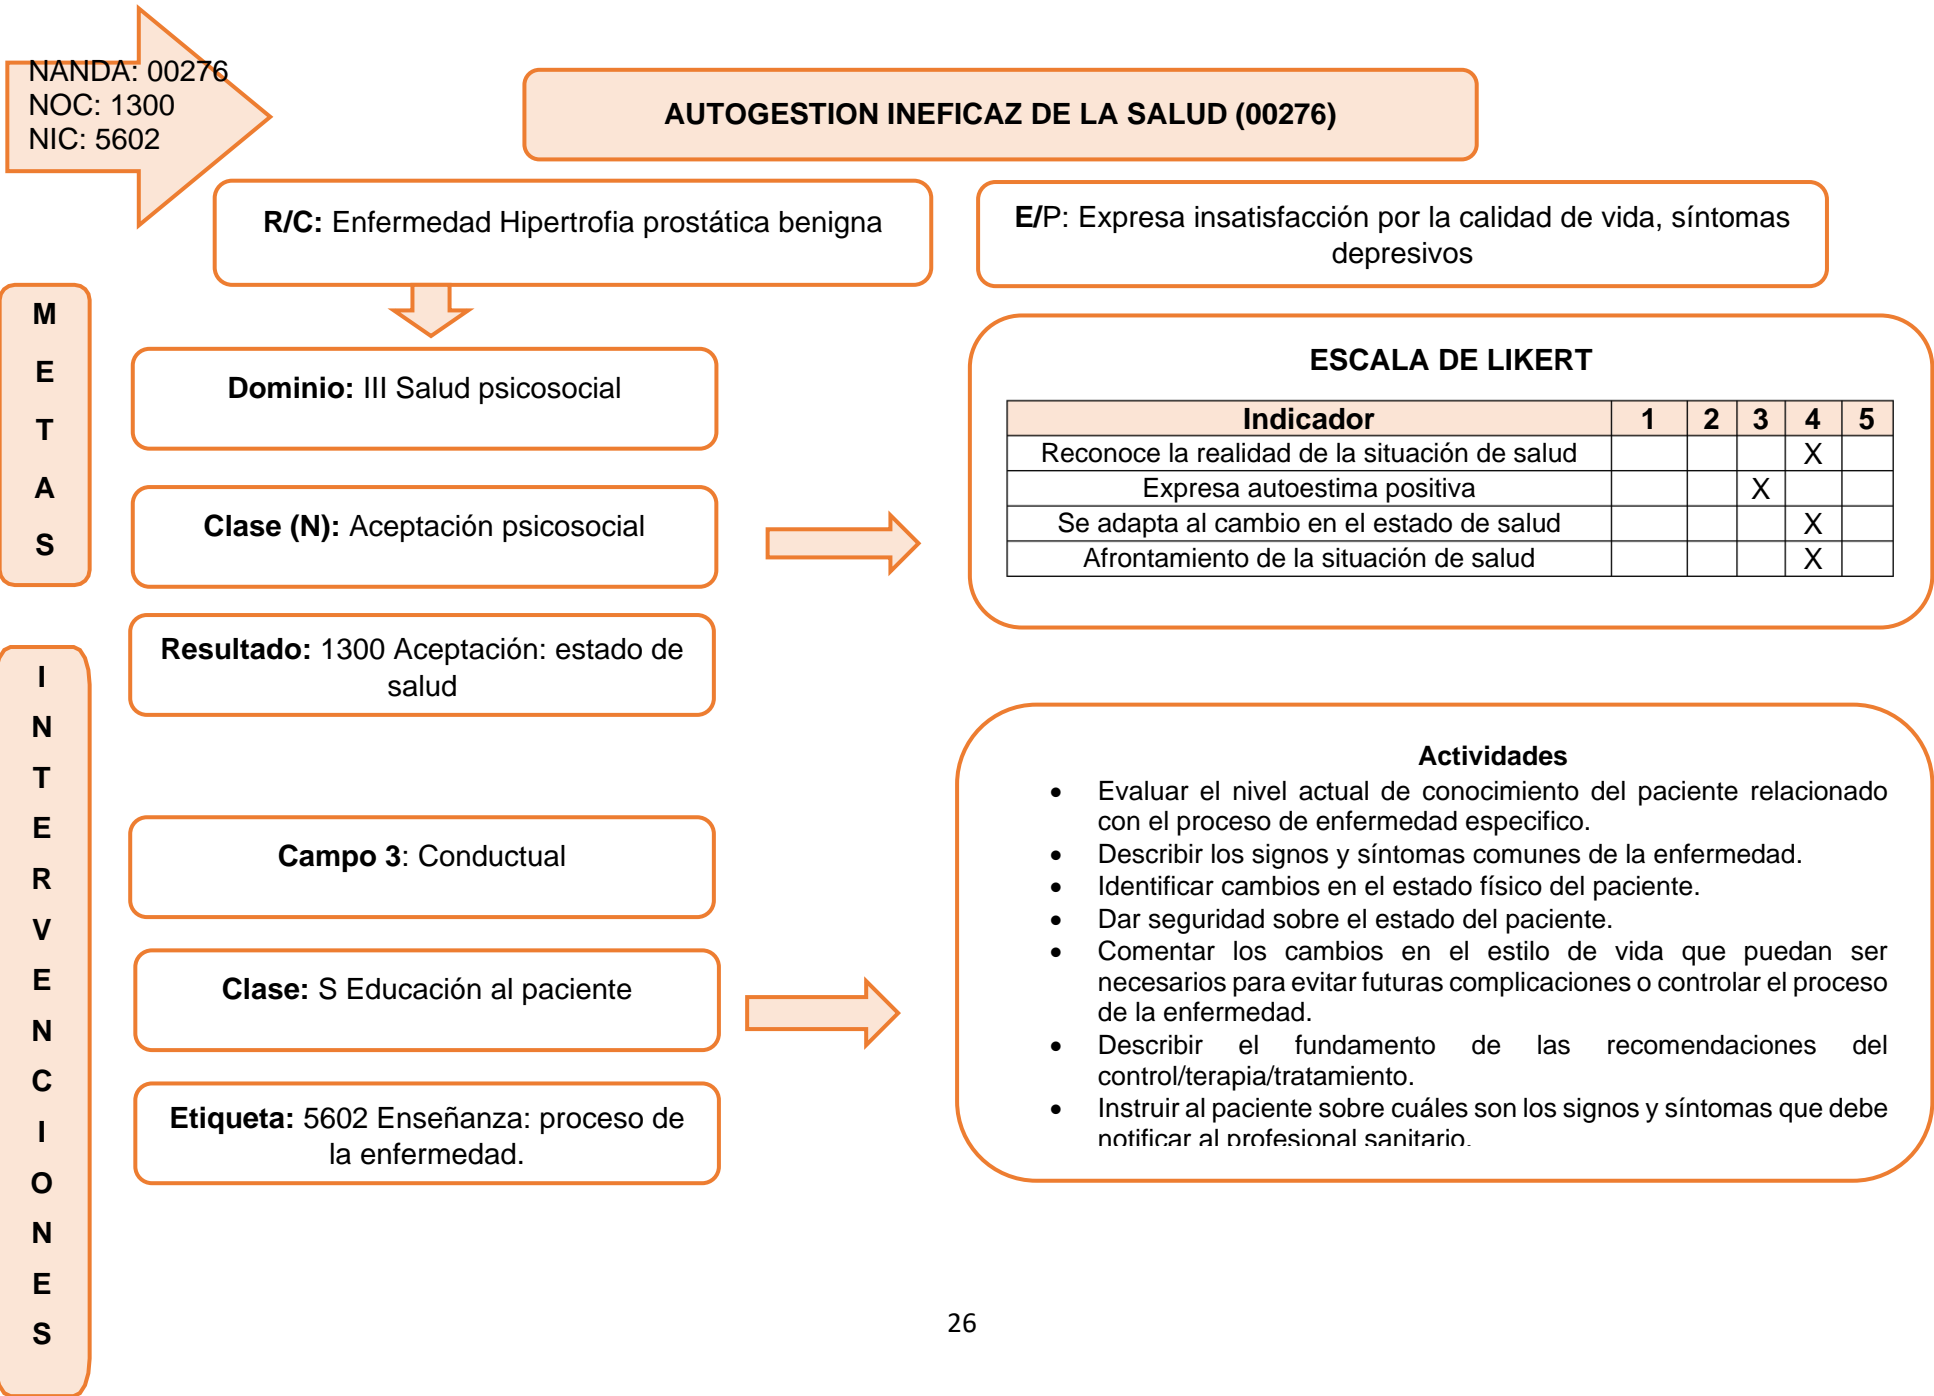 NANDA: 00276
NOC: 1300
NIC: 5602
AUTOGESTION INEFICAZ DE LA SALUD (00276)
R/C: Enfermedad Hipertrofia prostática benigna
E/P: Expresa insatisfacción por la calidad de vida, síntomas
depresivos
M
E
T
A
S
Dominio: III Salud psicosocial
Clase (N): Aceptación psicosocial
Resultado: 1300 Aceptación: estado de
salud
ESCALA DE LIKERT
Indicador 1 2 3 4 5
Reconoce la realidad de la situación de salud X
Expresa autoestima positiva X
Se adapta al cambio en el estado de salud X
Afrontamiento de la situación de salud X
I
N
T
E
R
V
E
N
C
I
O
N
E
S
Campo 3: Conductual
Clase: S Educación al paciente
Etiqueta: 5602 Enseñanza: proceso de
la enfermedad.
Actividades
• Evaluar el nivel actual de conocimiento del paciente relacionado
con el proceso de enfermedad especifico.
• Describir los signos y síntomas comunes de la enfermedad.
• Identificar cambios en el estado físico del paciente.
• Dar seguridad sobre el estado del paciente.
• Comentar los cambios en el estilo de vida que puedan ser
necesarios para evitar futuras complicaciones o controlar el proceso
de la enfermedad.
• Describir el fundamento de las recomendaciones del
control/terapia/tratamiento.
• Instruir al paciente sobre cuáles son los signos y síntomas que debe
notificar al profesional sanitario.
26